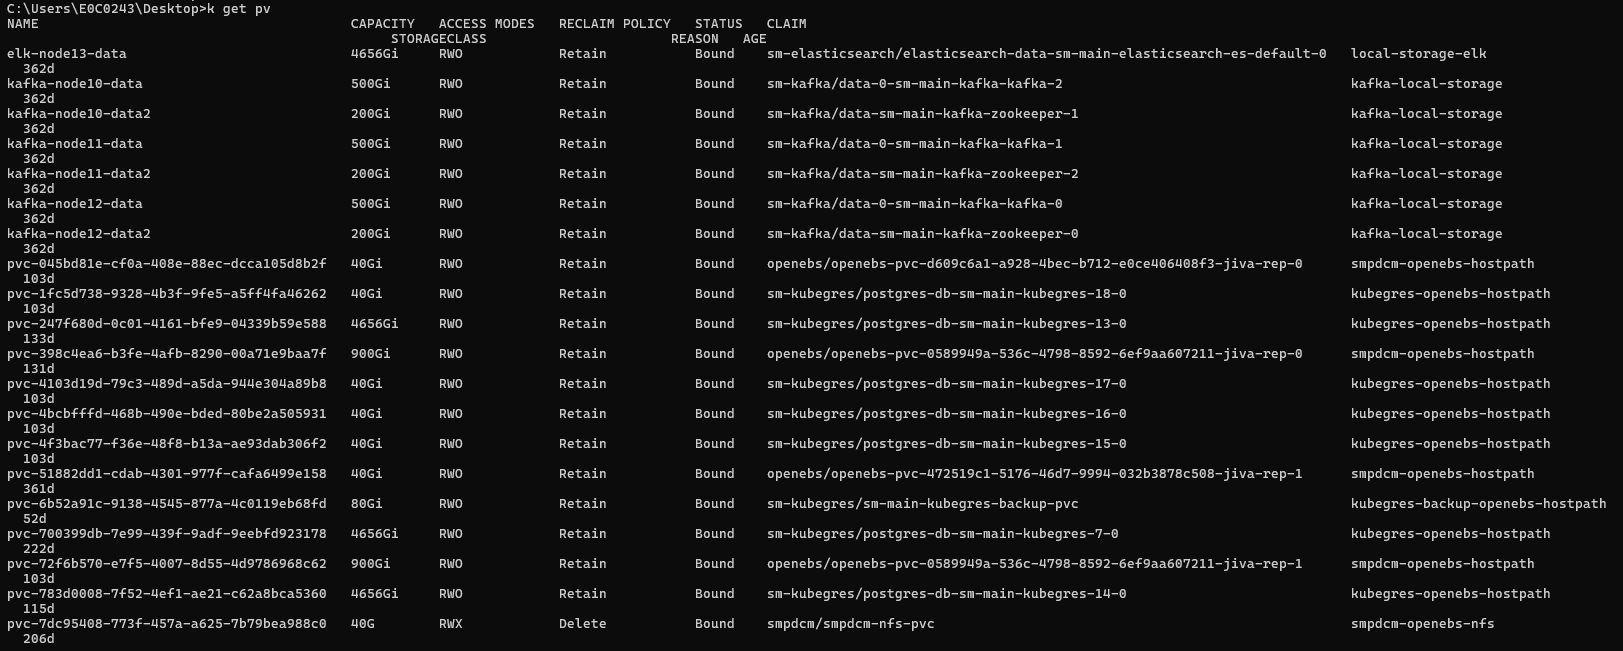 C:\Users\E0C0243\Desktop>k get pv
NAME CAPACITY ACCESS MODES RECLAIM POLICY STATUS CLAIM
STORAGECLASS REASON AGE
elk-node13-data 4656Gi RWO Retain Bound sm-elasticsearch/elasticsearch-data-sm-main-elasticsearch-es-default-0 local-storage-elk
362d
kafka-node10-data 500Gi RWO Retain Bound sm-kafka/data-0-sm-main-kafka-kafka-2 kafka-local-storage
362d
kafka-node10-data2 200Gi RWO Retain Bound sm-kafka/data-sm-main-kafka-zookeeper-1 kafka-local-storage
362d
kafka-node11-data 500Gi RWO Retain Bound sm-kafka/data-0-sm-main-kafka-kafka-1 kafka-local-storage
362d
kafka-node11-data2 200Gi RWO Retain Bound sm-kafka/data-sm-main-kafka-zookeeper-2 kafka-local-storage
362d
kafka-node12-data 500Gi RWO Retain Bound sm-kafka/data-0-sm-main-kafka-kafka-0 kafka-local-storage
362d
kafka-node12-data2 200Gi RWO Retain Bound sm-kafka/data-sm-main-kafka-zookeeper-0 kafka-local-storage
362d
pvc-045bd81e-cf0a-408e-88ec-dcca105d8b2f 40Gi RWO Retain Bound openebs/openebs-pvc-d609c6a1-a928-4bec-b712-e0ce406408f3-jiva-rep-0 smpdcm-openebs-hostpath
103d
pvc-1fc5d738-9328-4b3f-9fe5-a5ff4fa46262 40Gi RWO Retain Bound sm-kubegres/postgres-db-sm-main-kubegres-18-0 kubegres-openebs-hostpath
103d
pvc-247f680d-0c01-4161-bfe9-04339b59e588 4656Gi RWO Retain Bound sm-kubegres/postgres-db-sm-main-kubegres-13-0 kubegres-openebs-hostpath
133d
pvc-398c4ea6-b3fe-4afb-8290-00a71e9baa7f 900Gi RWO Retain Bound openebs/openebs-pvc-0589949a-536c-4798-8592-6ef9aa607211-jiva-rep-0 smpdcm-openebs-hostpath
131d
pvc-4103d19d-79c3-489d-a5da-944e304a89b8 40Gi RWO Retain Bound sm-kubegres/postgres-db-sm-main-kubegres-17-0 kubegres-openebs-hostpath
103d
pvc-4bcbfffd-468b-490e-bded-80be2a505931 40Gi RWO Retain Bound sm-kubegres/postgres-db-sm-main-kubegres-16-0 kubegres-openebs-hostpath
103d
pvc-4f3bac77-f36e-48f8-b13a-ae93dab306f2 40Gi RWO Retain Bound sm-kubegres/postgres-db-sm-main-kubegres-15-0 kubegres-openebs-hostpath
103d
pvc-51882dd1-cdab-4301-977f-cafa6499e158 40Gi RWO Retain Bound openebs/openebs-pvc-472519c1-5176-46d7-9994-032b3878c508-jiva-rep-1 smpdcm-openebs-hostpath
361d
pvc-6b52a91c-9138-4545-877a-4c0119eb68fd 80Gi RWO Retain Bound sm-kubegres/sm-main-kubegres-backup-pvc kubegres-backup-openebs-hostpath
52d
pvc-700399db-7e99-439f-9adf-9eebfd923178 4656Gi RWO Retain Bound sm-kubegres/postgres-db-sm-main-kubegres-7-0 kubegres-openebs-hostpath
222d
pvc-72f6b570-e7f5-4007-8d55-4d9786968c62 900Gi RWO Retain Bound openebs/openebs-pvc-0589949a-536c-4798-8592-6ef9aa607211-jiva-rep-1 smpdcm-openebs-hostpath
103d
pvc-783d0008-7f52-4ef1-ae21-c62a8bca5360 4656Gi RWO Retain Bound sm-kubegres/postgres-db-sm-main-kubegres-14-0 kubegres-openebs-hostpath
115d
pvc-7dc95408-773f-457a-a625-7b79bea988c0 40G RWX Delete Bound smpdcm/smpdcm-nfs-pvc smpdcm-openebs-nfs
206d